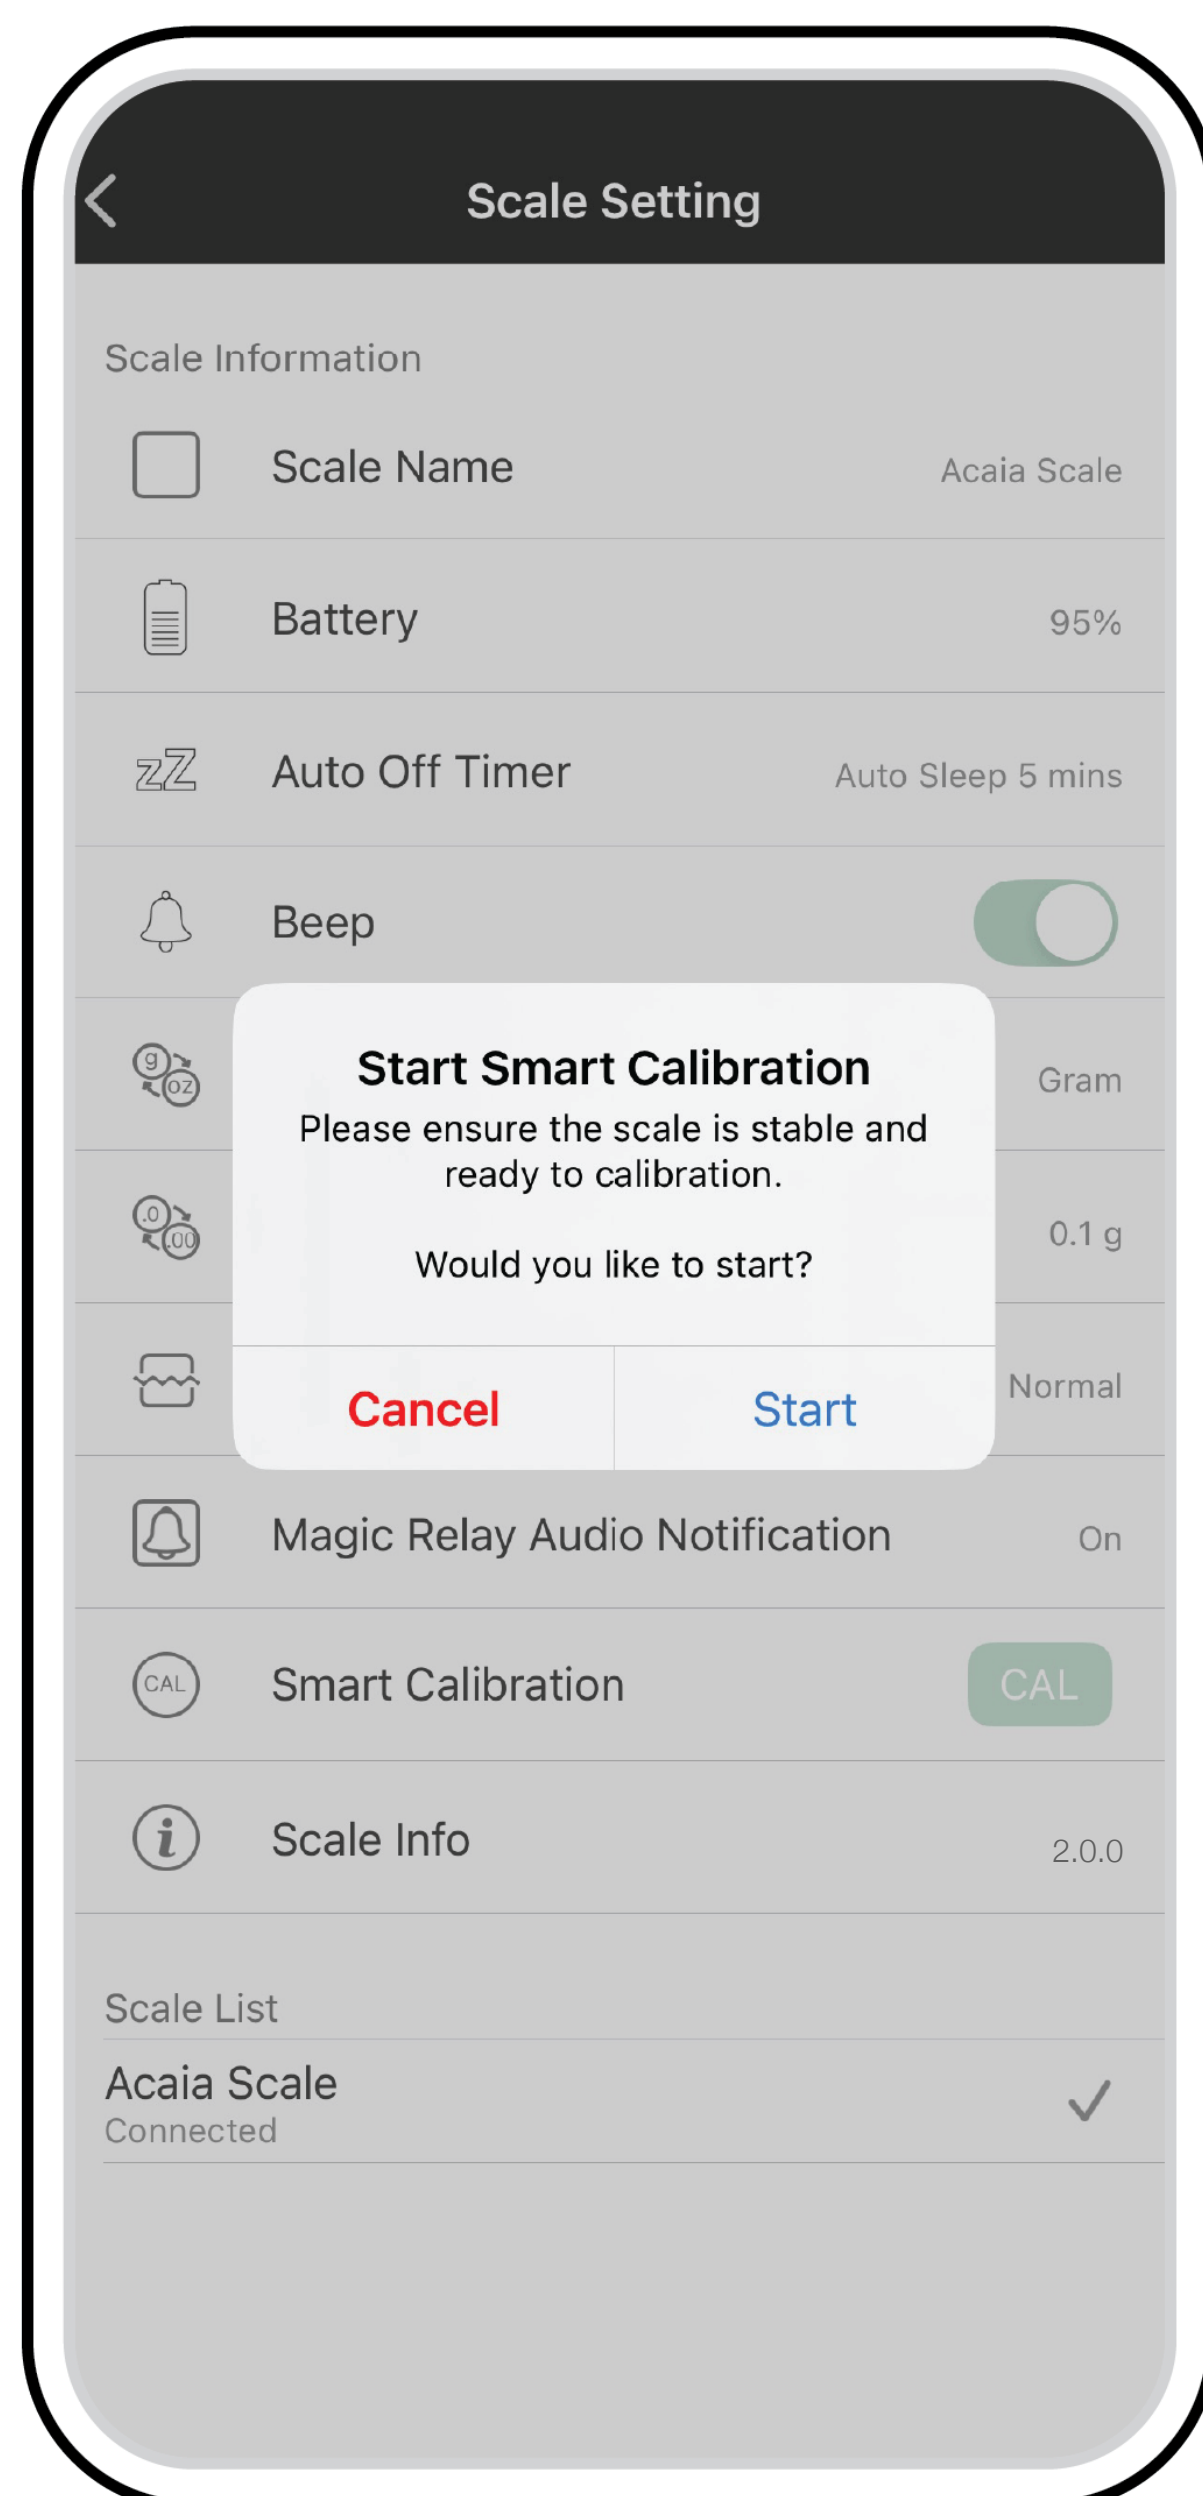 Scale Setting
Scale Information
Scale Name
Acaia Scale
Battery
95%
zZ
Auto Off Timer
Auto Sleep 5 mins
Beep
g
oz
Gram
Start Smart Calibration
Please ensure the scale is stable and
ready to calibration.
Would you like to start?
.0
.00
0.1 g
Normal
Cancel
Start
Magic Relay Audio Notification
On
CAL
Smart Calibration
CAL
i
Scale Info
2.0.0
Scale List
Acaia Scale
Connected